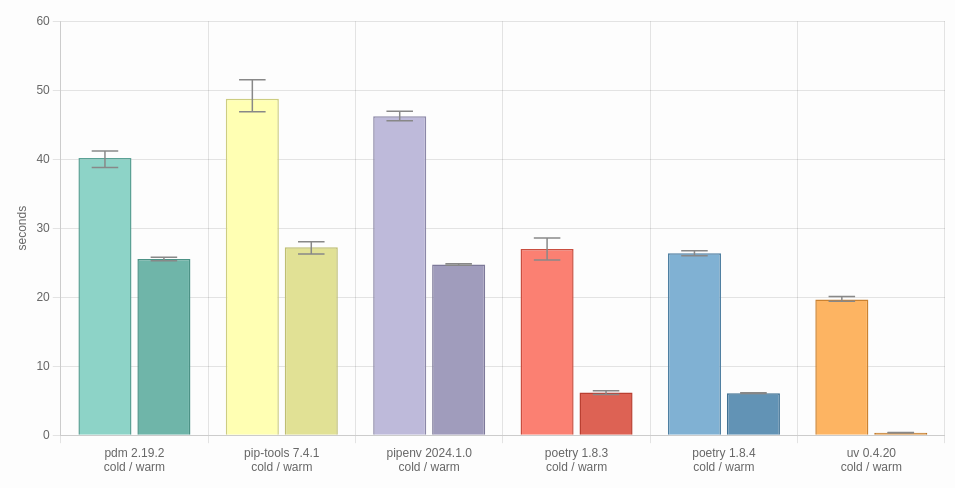 60
50
40
30
20
10
0
seconds
pdm 2.19.2
cold / warm
pip-tools 7.4.1
cold / warm
pipenv 2024.1.0
cold / warm
poetry 1.8.3
cold / warm
poetry 1.8.4
cold / warm
uv 0.4.20
cold / warm